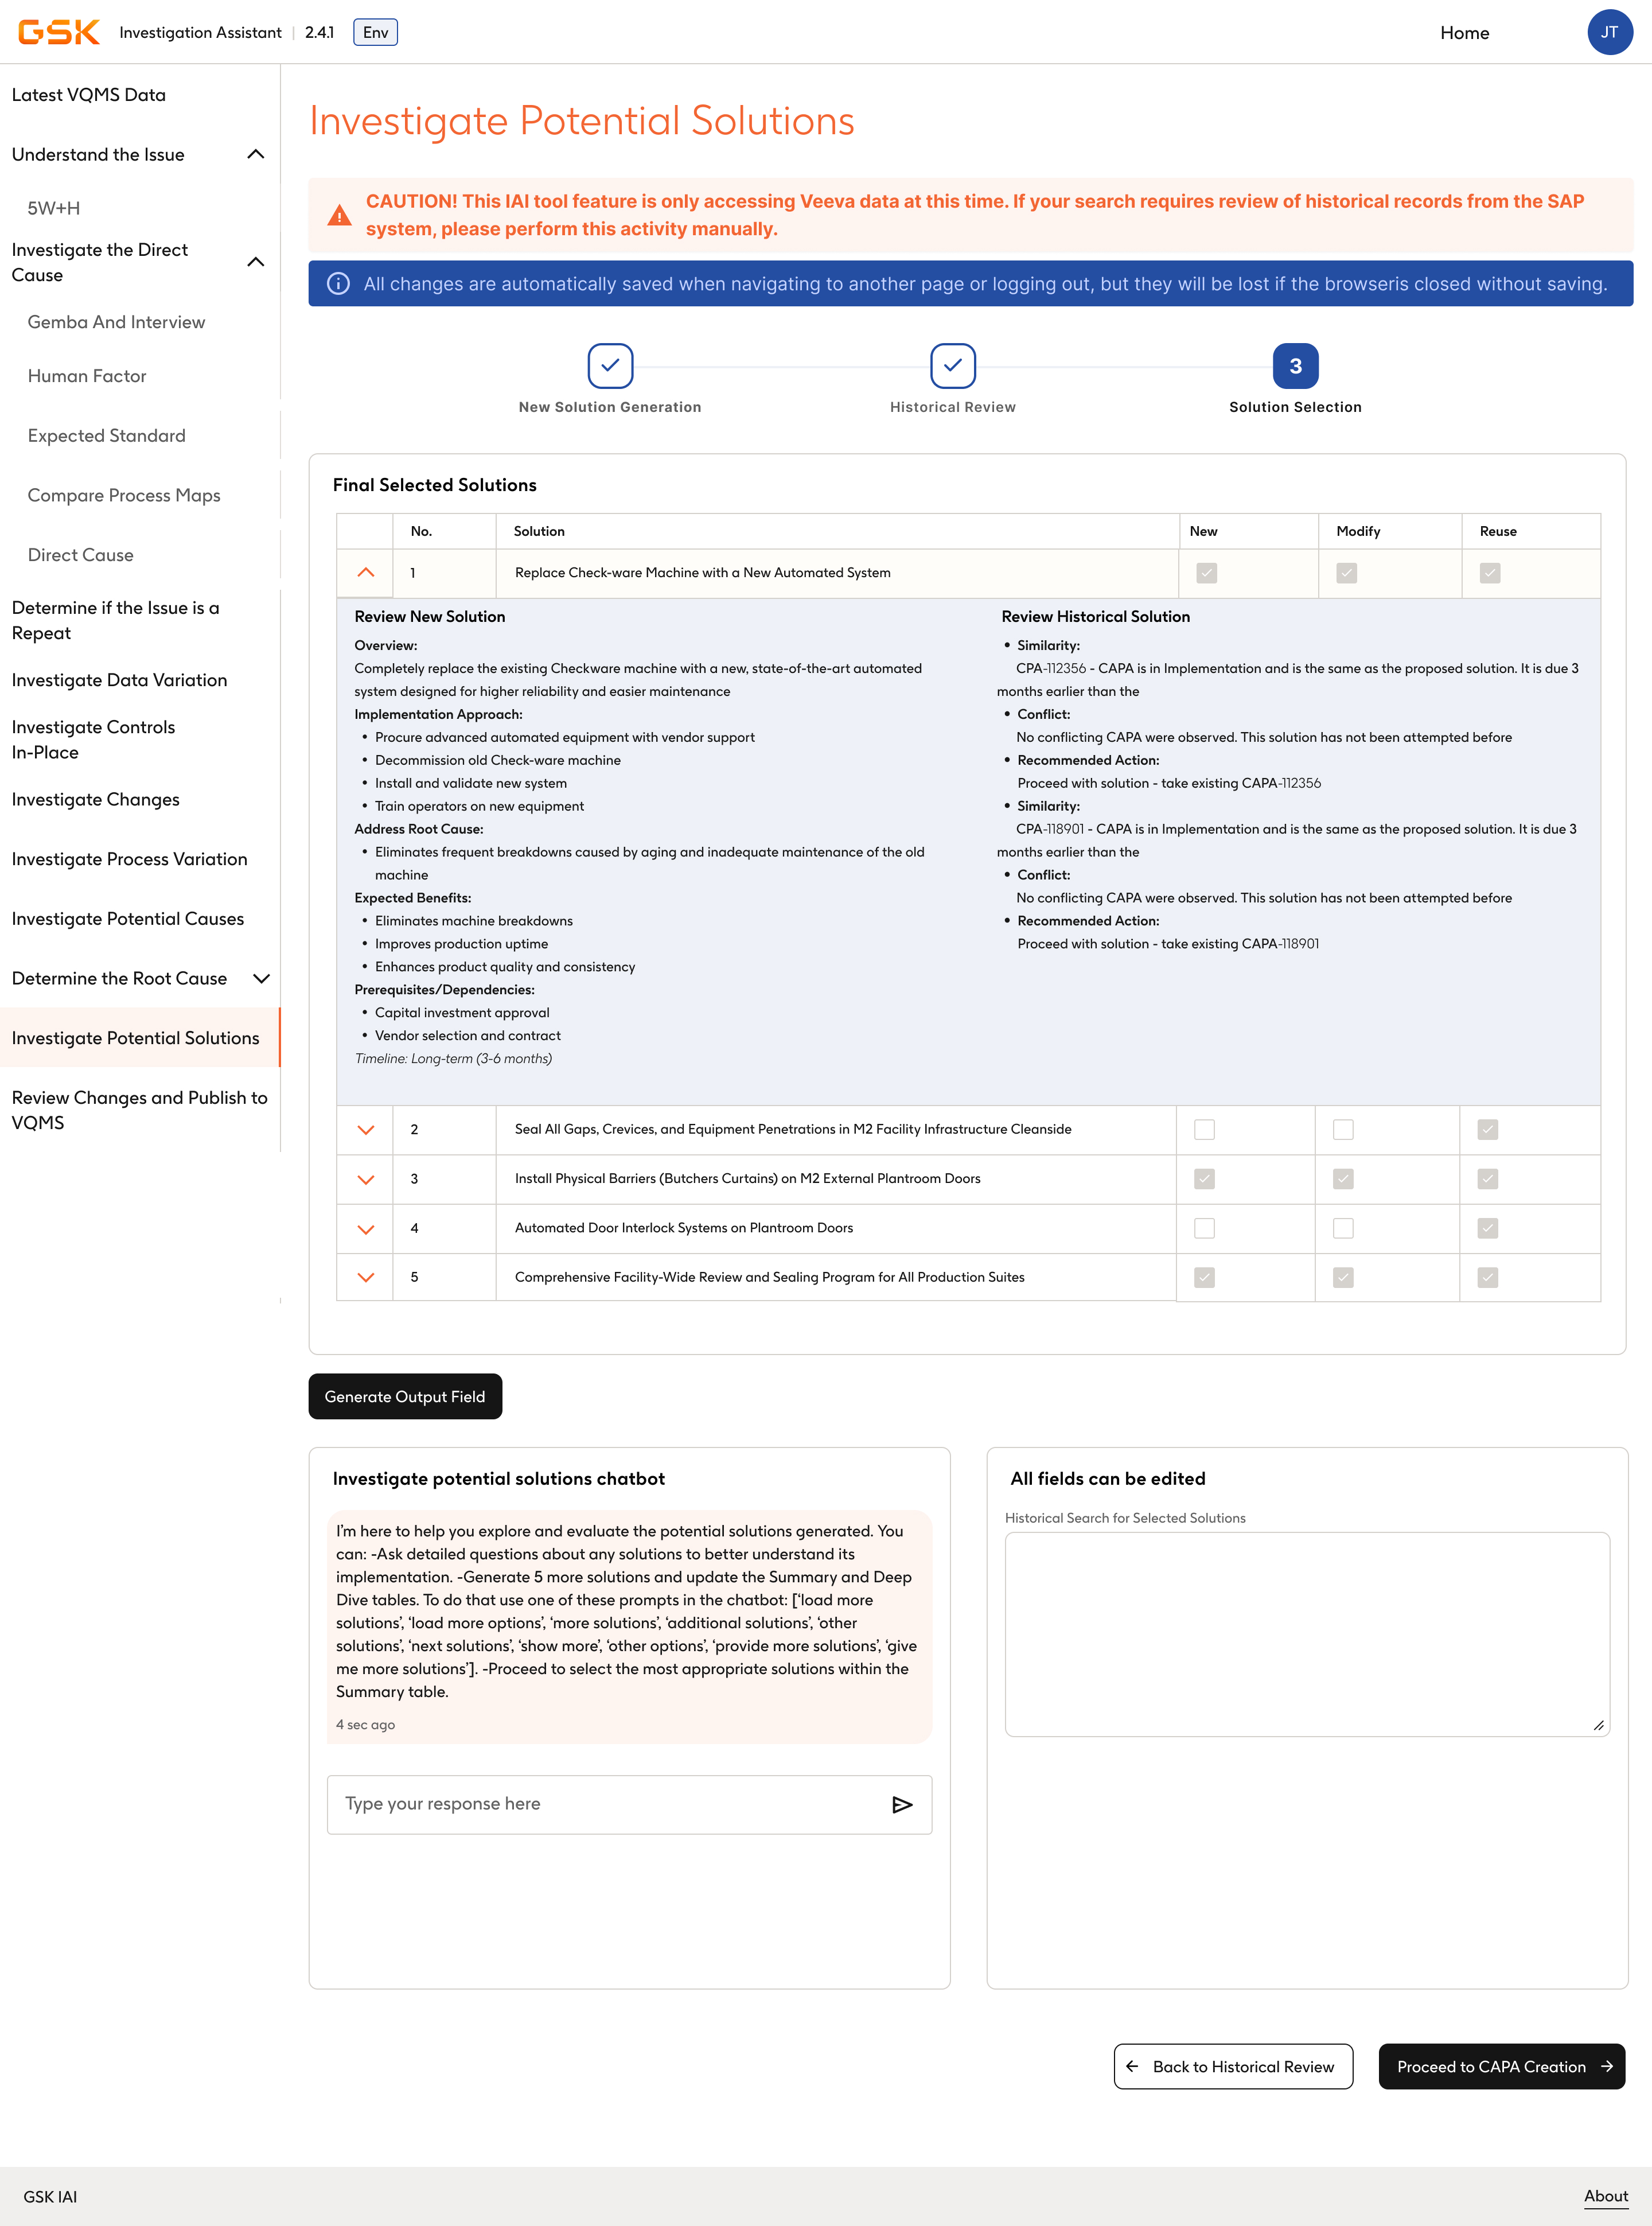 GSK Investigation Assistant | 2.4.1 Env Home JT
Latest VQMS Data
Understand the Issue
5W+H
Investigate the Direct
Cause
Gemba And Interview
Human Factor
Expected Standard
Compare Process Maps
Direct Cause
Determine if the Issue is a
Repeat
Investigate Data Variation
Investigate Controls
In-Place
Investigate Changes
Investigate Process Variation
Investigate Potential Causes
Determine the Root Cause
Investigate Potential Solutions
Review Changes and Publish to
VQMS
Investigate Potential Solutions
CAUTION! This IAI tool feature is only accessing Veeva data at this time. If your search requires review of historical records from the SAP
system, please perform this activity manually.
All changes are automatically saved when navigating to another page or logging out, but they will be lost if the browseris closed without saving.
3
New Solution Generation Historical Review Solution Selection
Final Selected Solutions
No. Solution New Modify Reuse
1 Replace Check-ware Machine with a New Automated System
Review New Solution
Overview:
Completely replace the existing Checkware machine with a new, state-of-the-art automated
system designed for higher reliability and easier maintenance
Implementation Approach:
• Procure advanced automated equipment with vendor support
• Decommission old Check-ware machine
• Install and validate new system
• Train operators on new equipment
Address Root Cause:
• Eliminates frequent breakdowns caused by aging and inadequate maintenance of the old
machine
Expected Benefits:
• Eliminates machine breakdowns
• Improves production uptime
• Enhances product quality and consistency
Prerequisites/Dependencies:
• Capital investment approval
• Vendor selection and contract
Timeline: Long-term (3-6 months)
Review Historical Solution
• Similarity:
CPA-112356 - CAPA is in Implementation and is the same as the proposed solution. It is due 3
months earlier than the
• Conflict:
No conflicting CAPA were observed. This solution has not been attempted before
• Recommended Action:
Proceed with solution - take existing CAPA-112356
• Similarity:
CPA-118901 - CAPA is in Implementation and is the same as the proposed solution. It is due 3
months earlier than the
• Conflict:
No conflicting CAPA were observed. This solution has not been attempted before
• Recommended Action:
Proceed with solution - take existing CAPA-118901
2 Seal All Gaps, Crevices, and Equipment Penetrations in M2 Facility Infrastructure Cleanside
3 Install Physical Barriers (Butchers Curtains) on M2 External Plantroom Doors
4 Automated Door Interlock Systems on Plantroom Doors
5 Comprehensive Facility-Wide Review and Sealing Program for All Production Suites
Generate Output Field
Investigate potential solutions chatbot
I'm here to help you explore and evaluate the potential solutions generated. You
can: -Ask detailed questions about any solutions to better understand its
implementation. -Generate 5 more solutions and update the Summary and Deep
Dive tables. To do that use one of these prompts in the chatbot: ['load more
solutions', 'load more options', 'more solutions', 'additional solutions', 'other
solutions', 'next solutions', 'show more', 'other options', 'provide more solutions', 'give
me more solutions']. -Proceed to select the most appropriate solutions within the
Summary table.
4 sec ago
Type your response here
All fields can be edited
Historical Search for Selected Solutions
← Back to Historical Review
Proceed to CAPA Creation →
GSK IAI
About